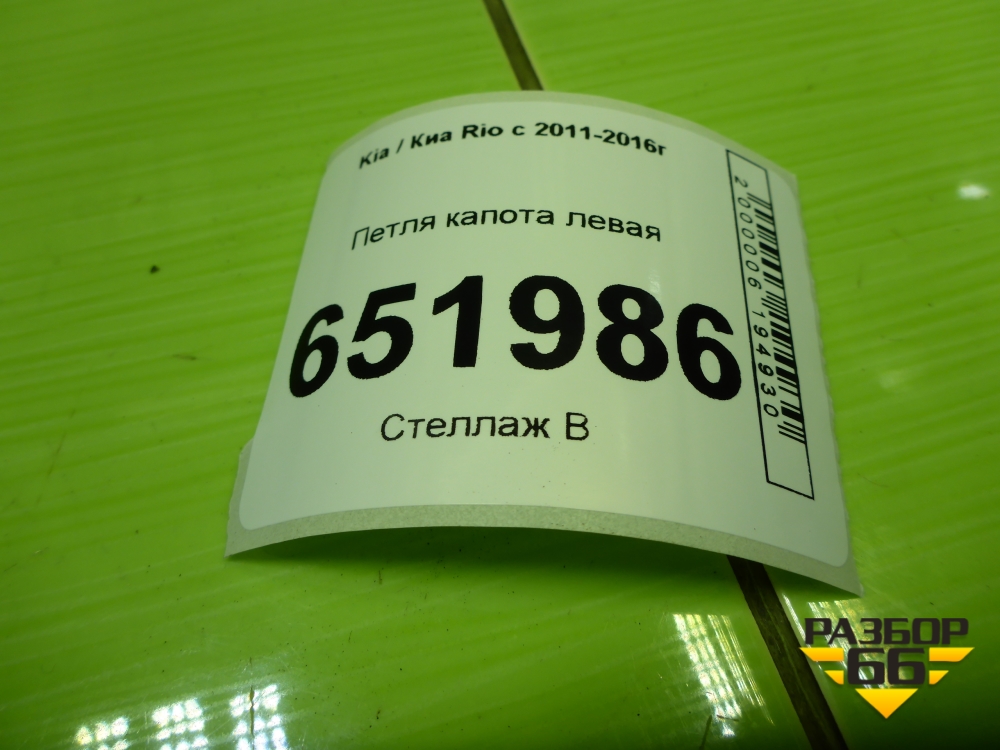 Kia / Киа Rio с 2011-2016г
Петля капота левая
651986
Стеллаж В
2000006194930
РАЗБОР
66